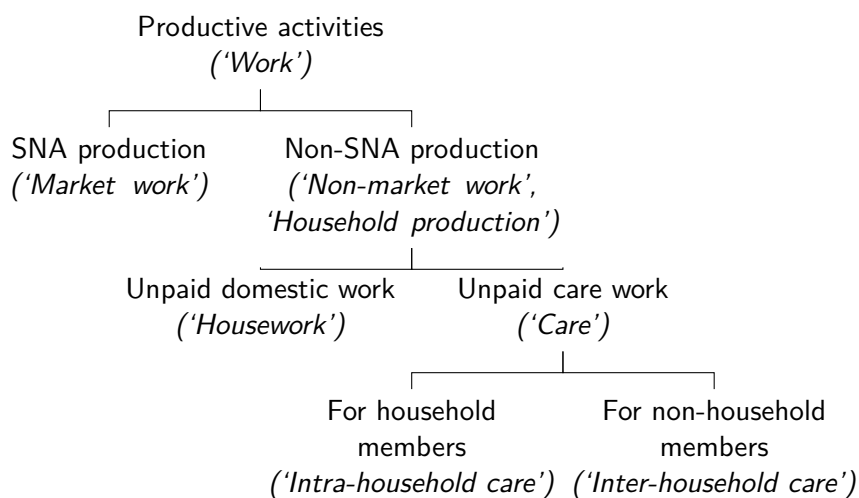 Productive activities
(‘Work’)
SNA production
(‘Market work’)
Non-SNA production
(‘Non-market work’,
‘Household production’)
Unpaid domestic work
(‘Housework’)
Unpaid care work
(‘Care’)
For household
members
(‘Intra-household care’)
For non-household
members
(‘Inter-household care’)